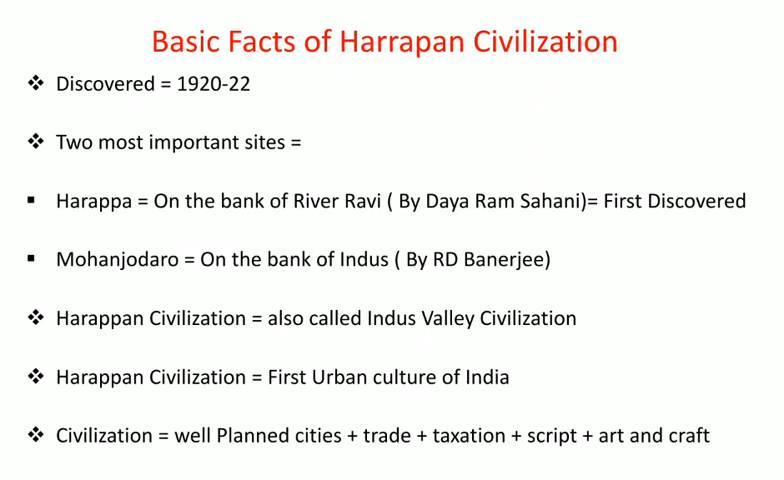 Basic Facts of Harrapan Civilization
❖ Discovered = 1920-22
❖ Two most important sites =
▪ Harappa = On the bank of River Ravi ( By Daya Ram Sahani)= First Discovered
▪ Mohanjodaro = On the bank of Indus ( By RD Banerjee)
❖ Harappan Civilization = also called Indus Valley Civilization
❖ Harappan Civilization = First Urban culture of India
❖ Civilization = well Planned cities + trade + taxation + script + art and craft